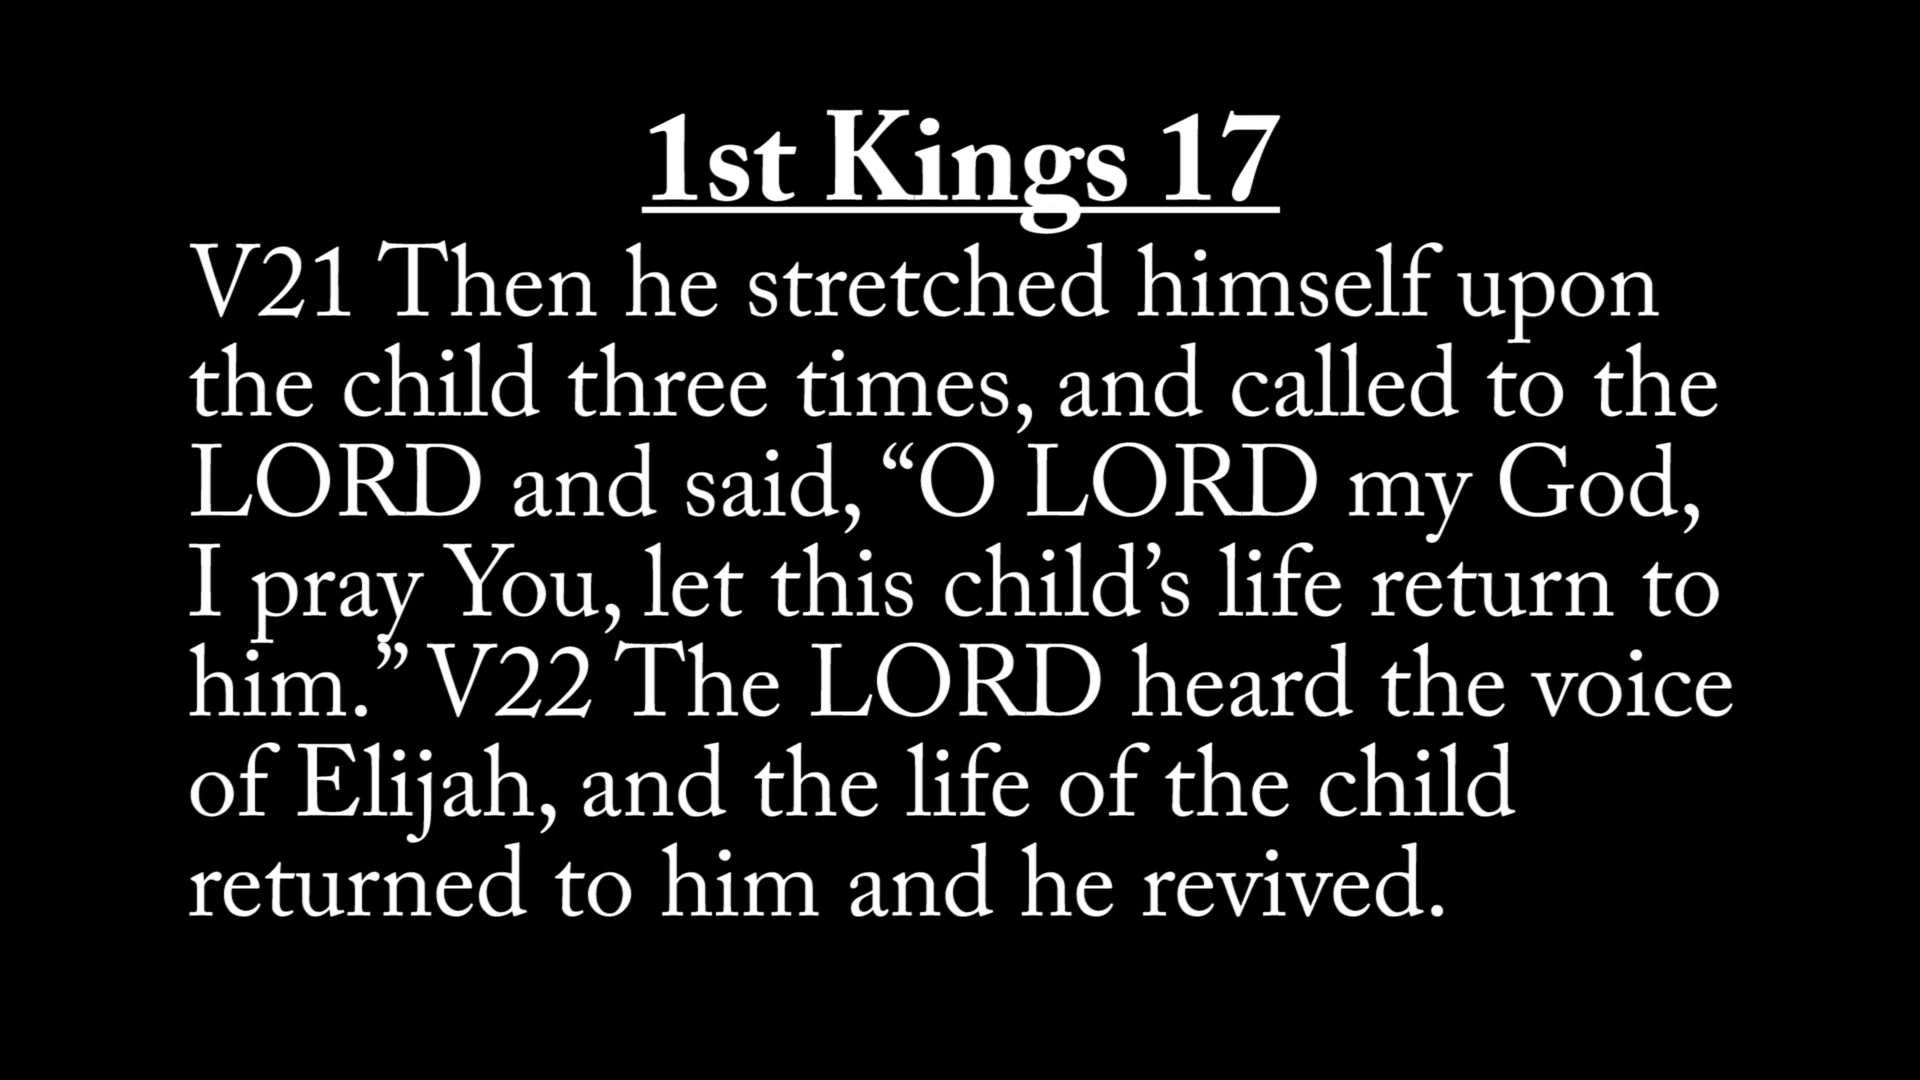 1st Kings 17
V21 Then he stretched himself upon
the child three times, and called to the
LORD and said, “O LORD my God,
I pray You, let this child’s life return to
him.” V22 The LORD heard the voice
of Elijah, and the life of the child
returned to him and he revived.